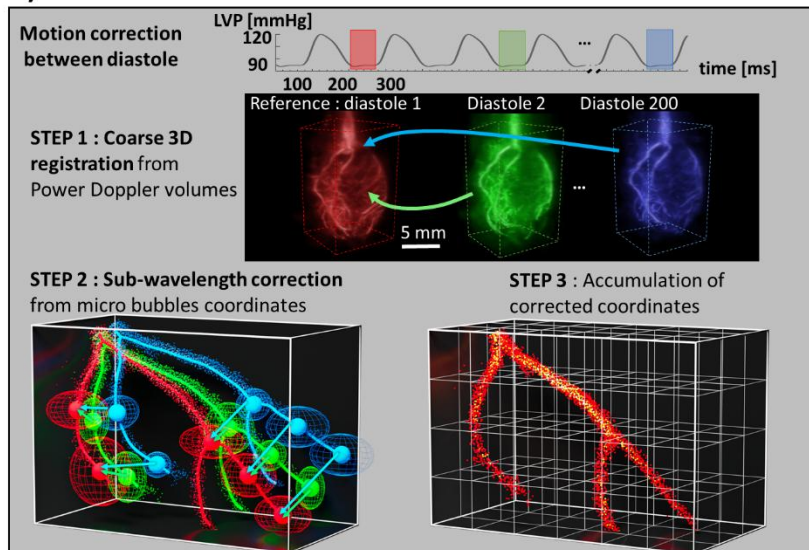 Motion correction
between diastole
LVP [mmHg]
120
90
100 200 300
...
time [ms]
STEP 1 : Coarse 3D
registration from
Power Doppler volumes
Reference : diastole 1 Diastole 2 Diastole 200
...
5 mm
STEP 2 : Sub-wavelength correction
from micro bubbles coordinates
STEP 3 : Accumulation of
corrected coordinates